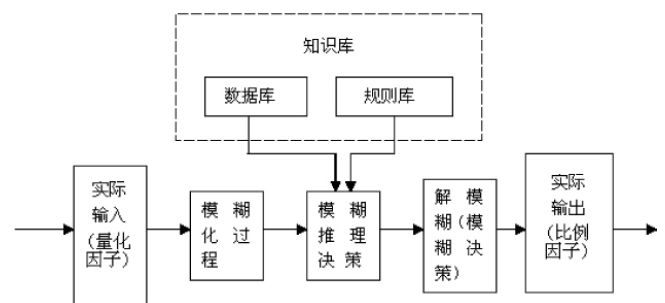 知识库
数据库
规则库
实际
输入
(量化
因子)
模糊
化过
程
模糊
推理
决策
解模
糊(模
糊决
策)
实际
输出
(比例
因子)